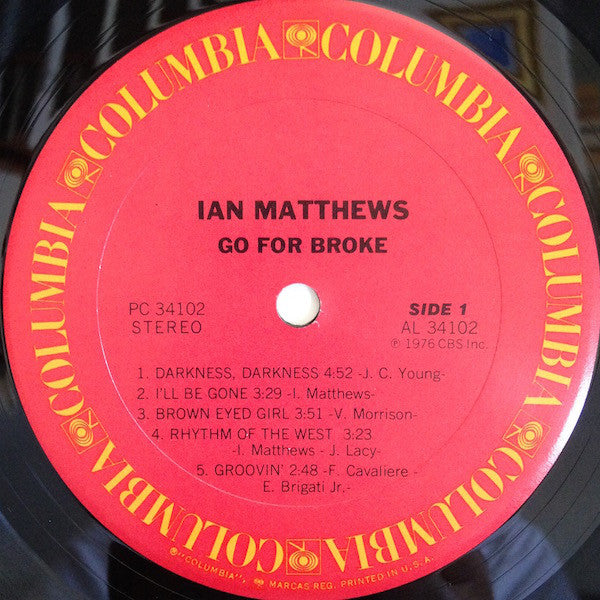 COLUMBIA COLUMBIA COLUMBIA COLUMBIA COLUMBIA COLUMBIA COLUMBIA COLUMBIA
IAN MATTHEWS
GO FOR BROKE
PC 34102
STEREO
SIDE 1
AL 34102
℗ 1976 CBS Inc.
1. DARKNESS, DARKNESS 4:52 -J. C. Young-
2. I'LL BE GONE 3:29 -I. Matthews-
3. BROWN EYED GIRL 3:51 -V. Morrison-
4. RHYTHM OF THE WEST 3:23
-I. Matthews - J. Lacy-
5. GROOVIN' 2:48 -F. Cavaliere -
E. Brigati Jr.-
®"COLUMBIA", MARCAS REG. PRINTED IN U.S.A.